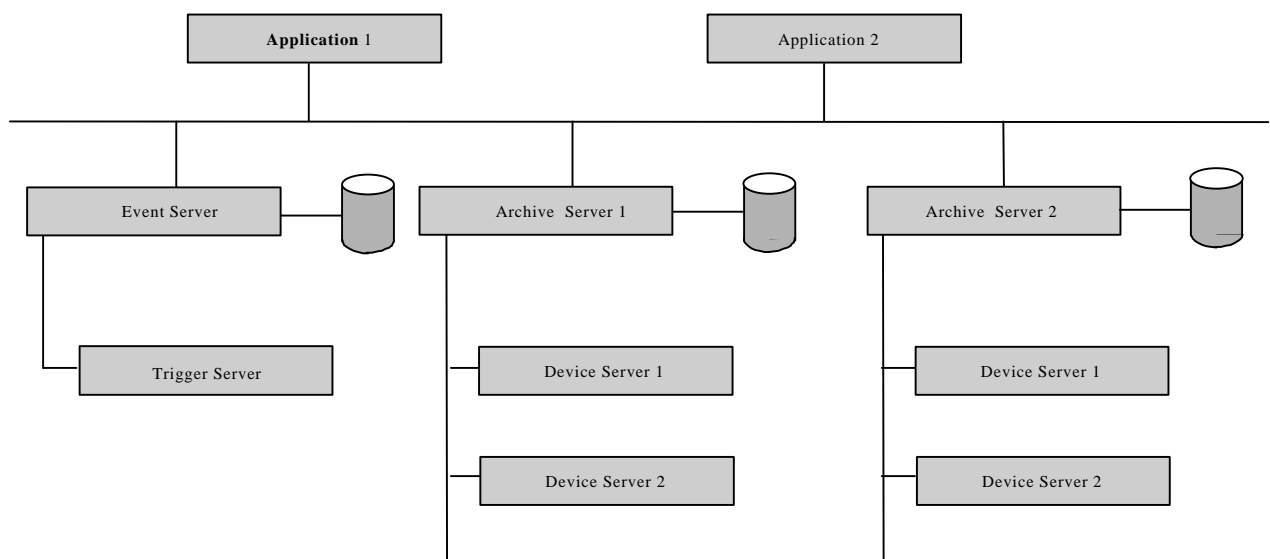 Application 1
Application 2
Event Server
Archive Server 1
Archive Server 2
Trigger Server
Device Server 1
Device Server 1
Device Server 2
Device Server 2